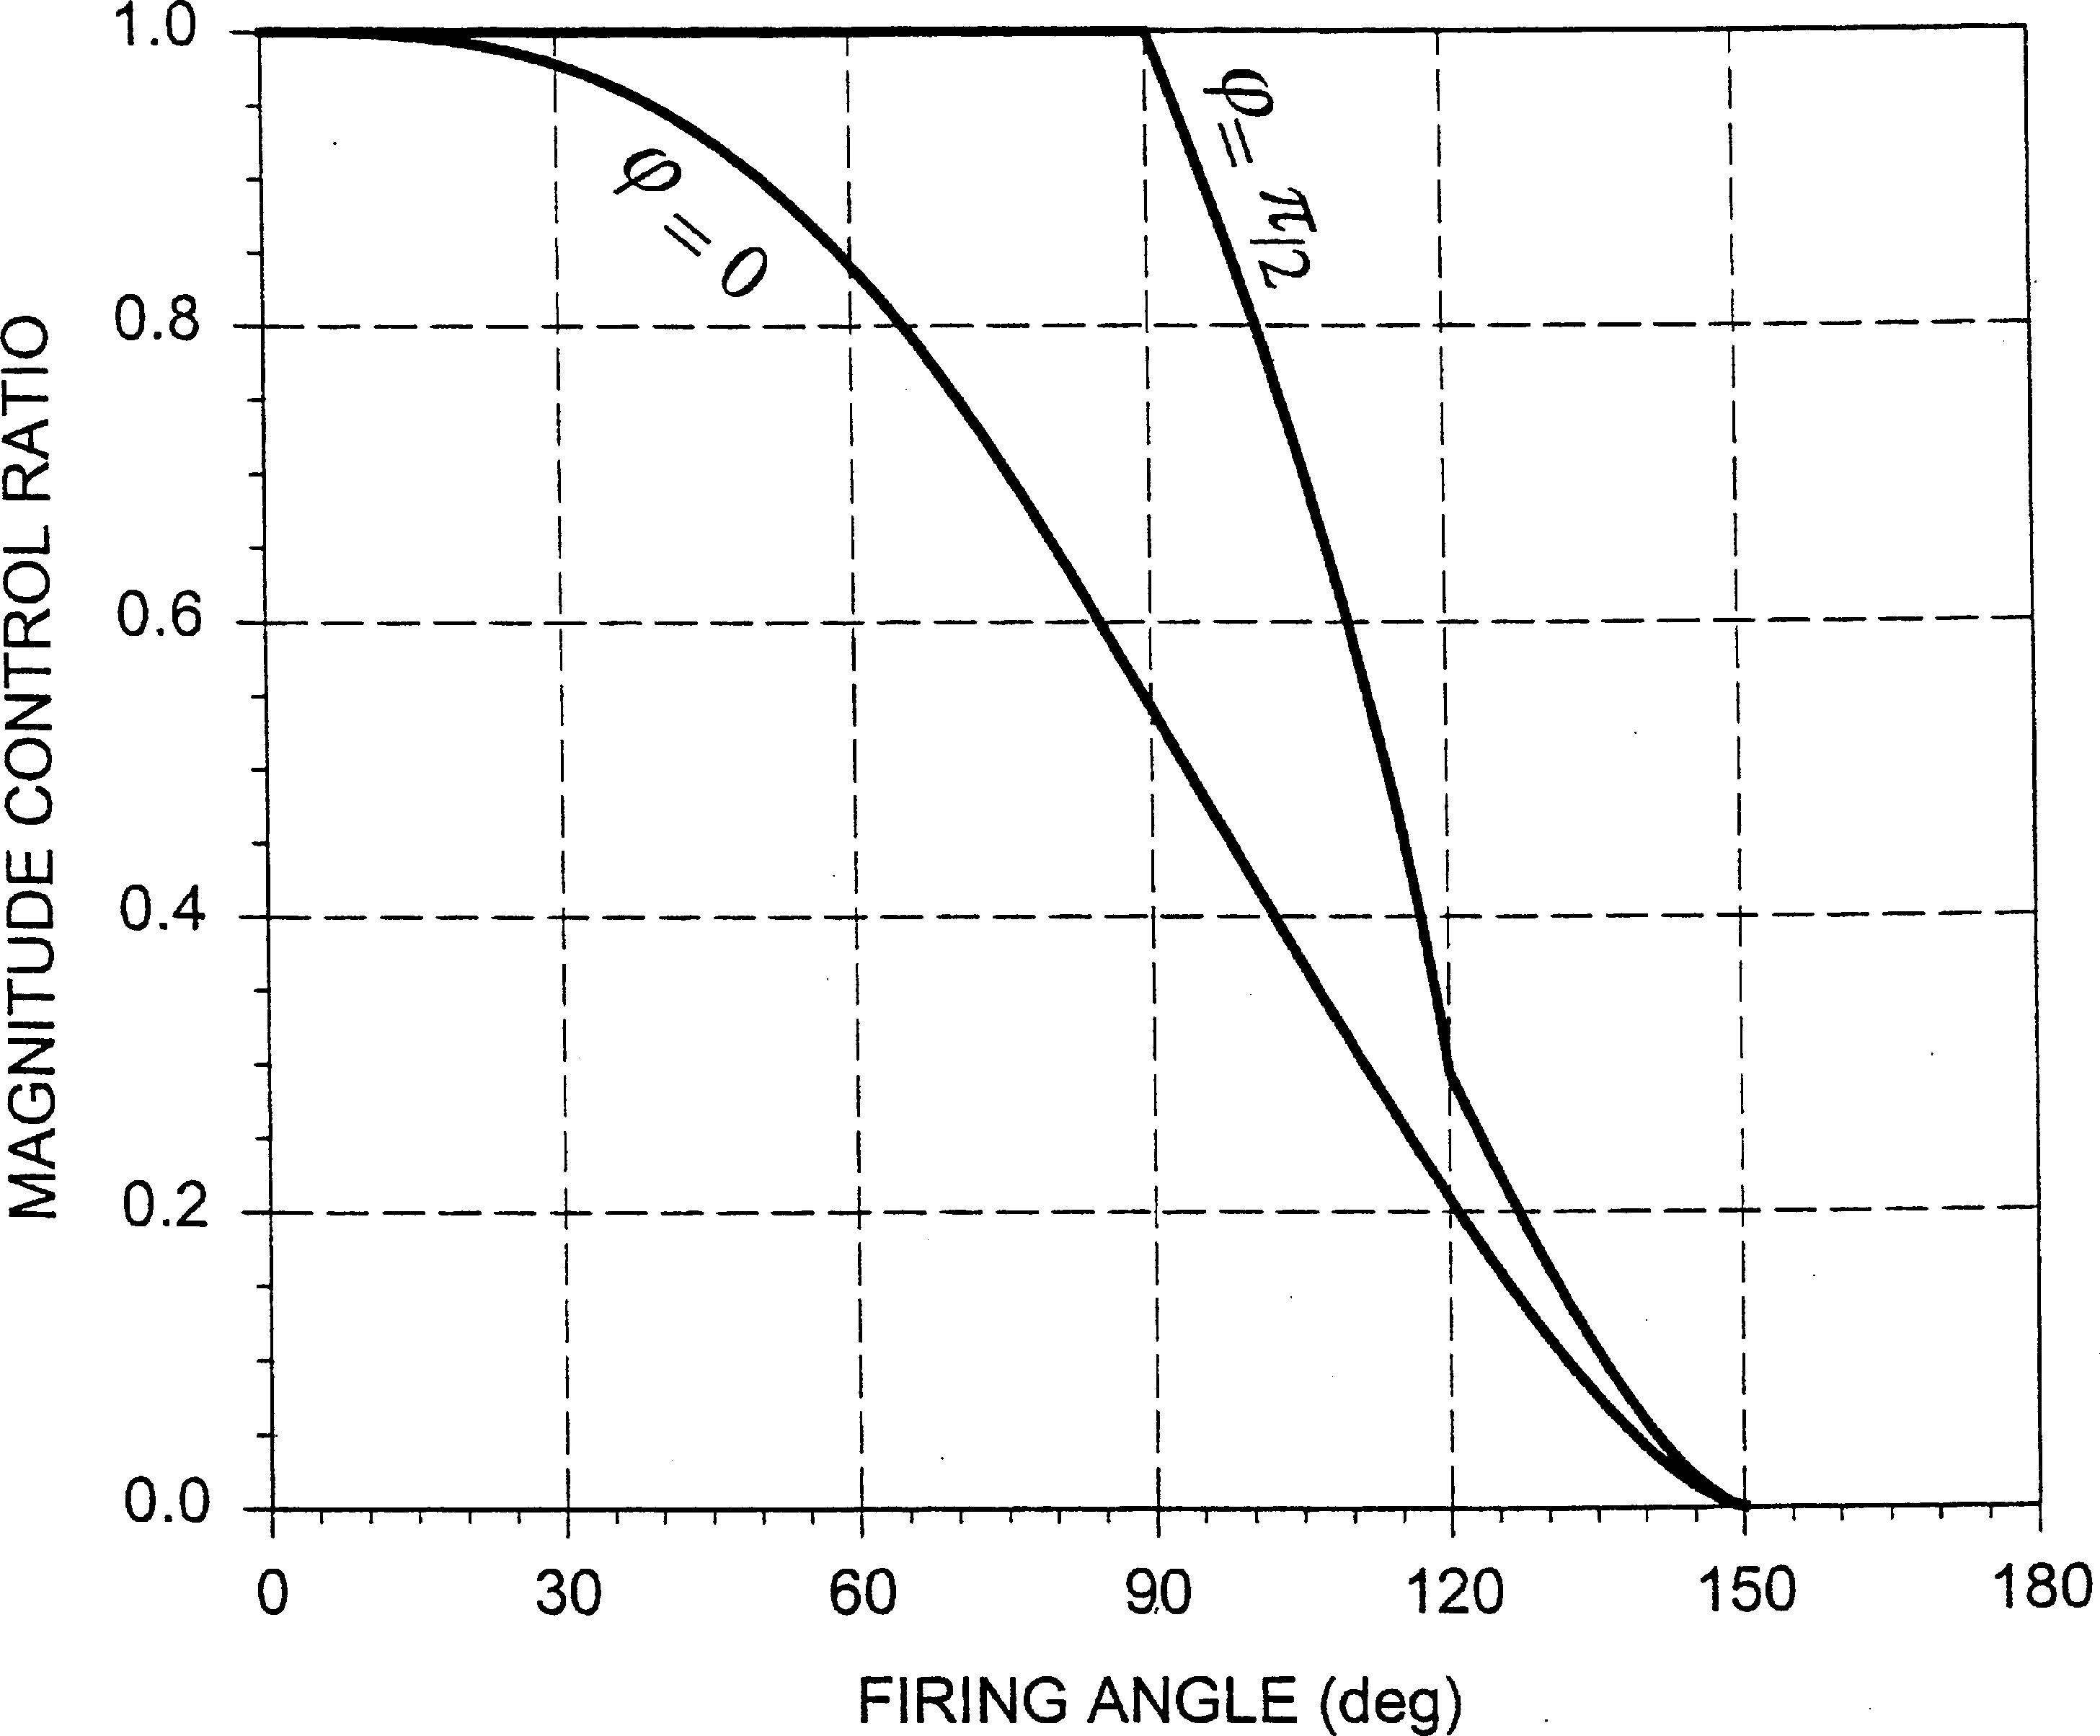 MAGNITUDE CONTROL RATIO
1.0
0.8
0.6
0.4
0.2
0.0
φ = 0
φ = π/2
0 30 60 90 120 150 180
FIRING ANGLE (deg)